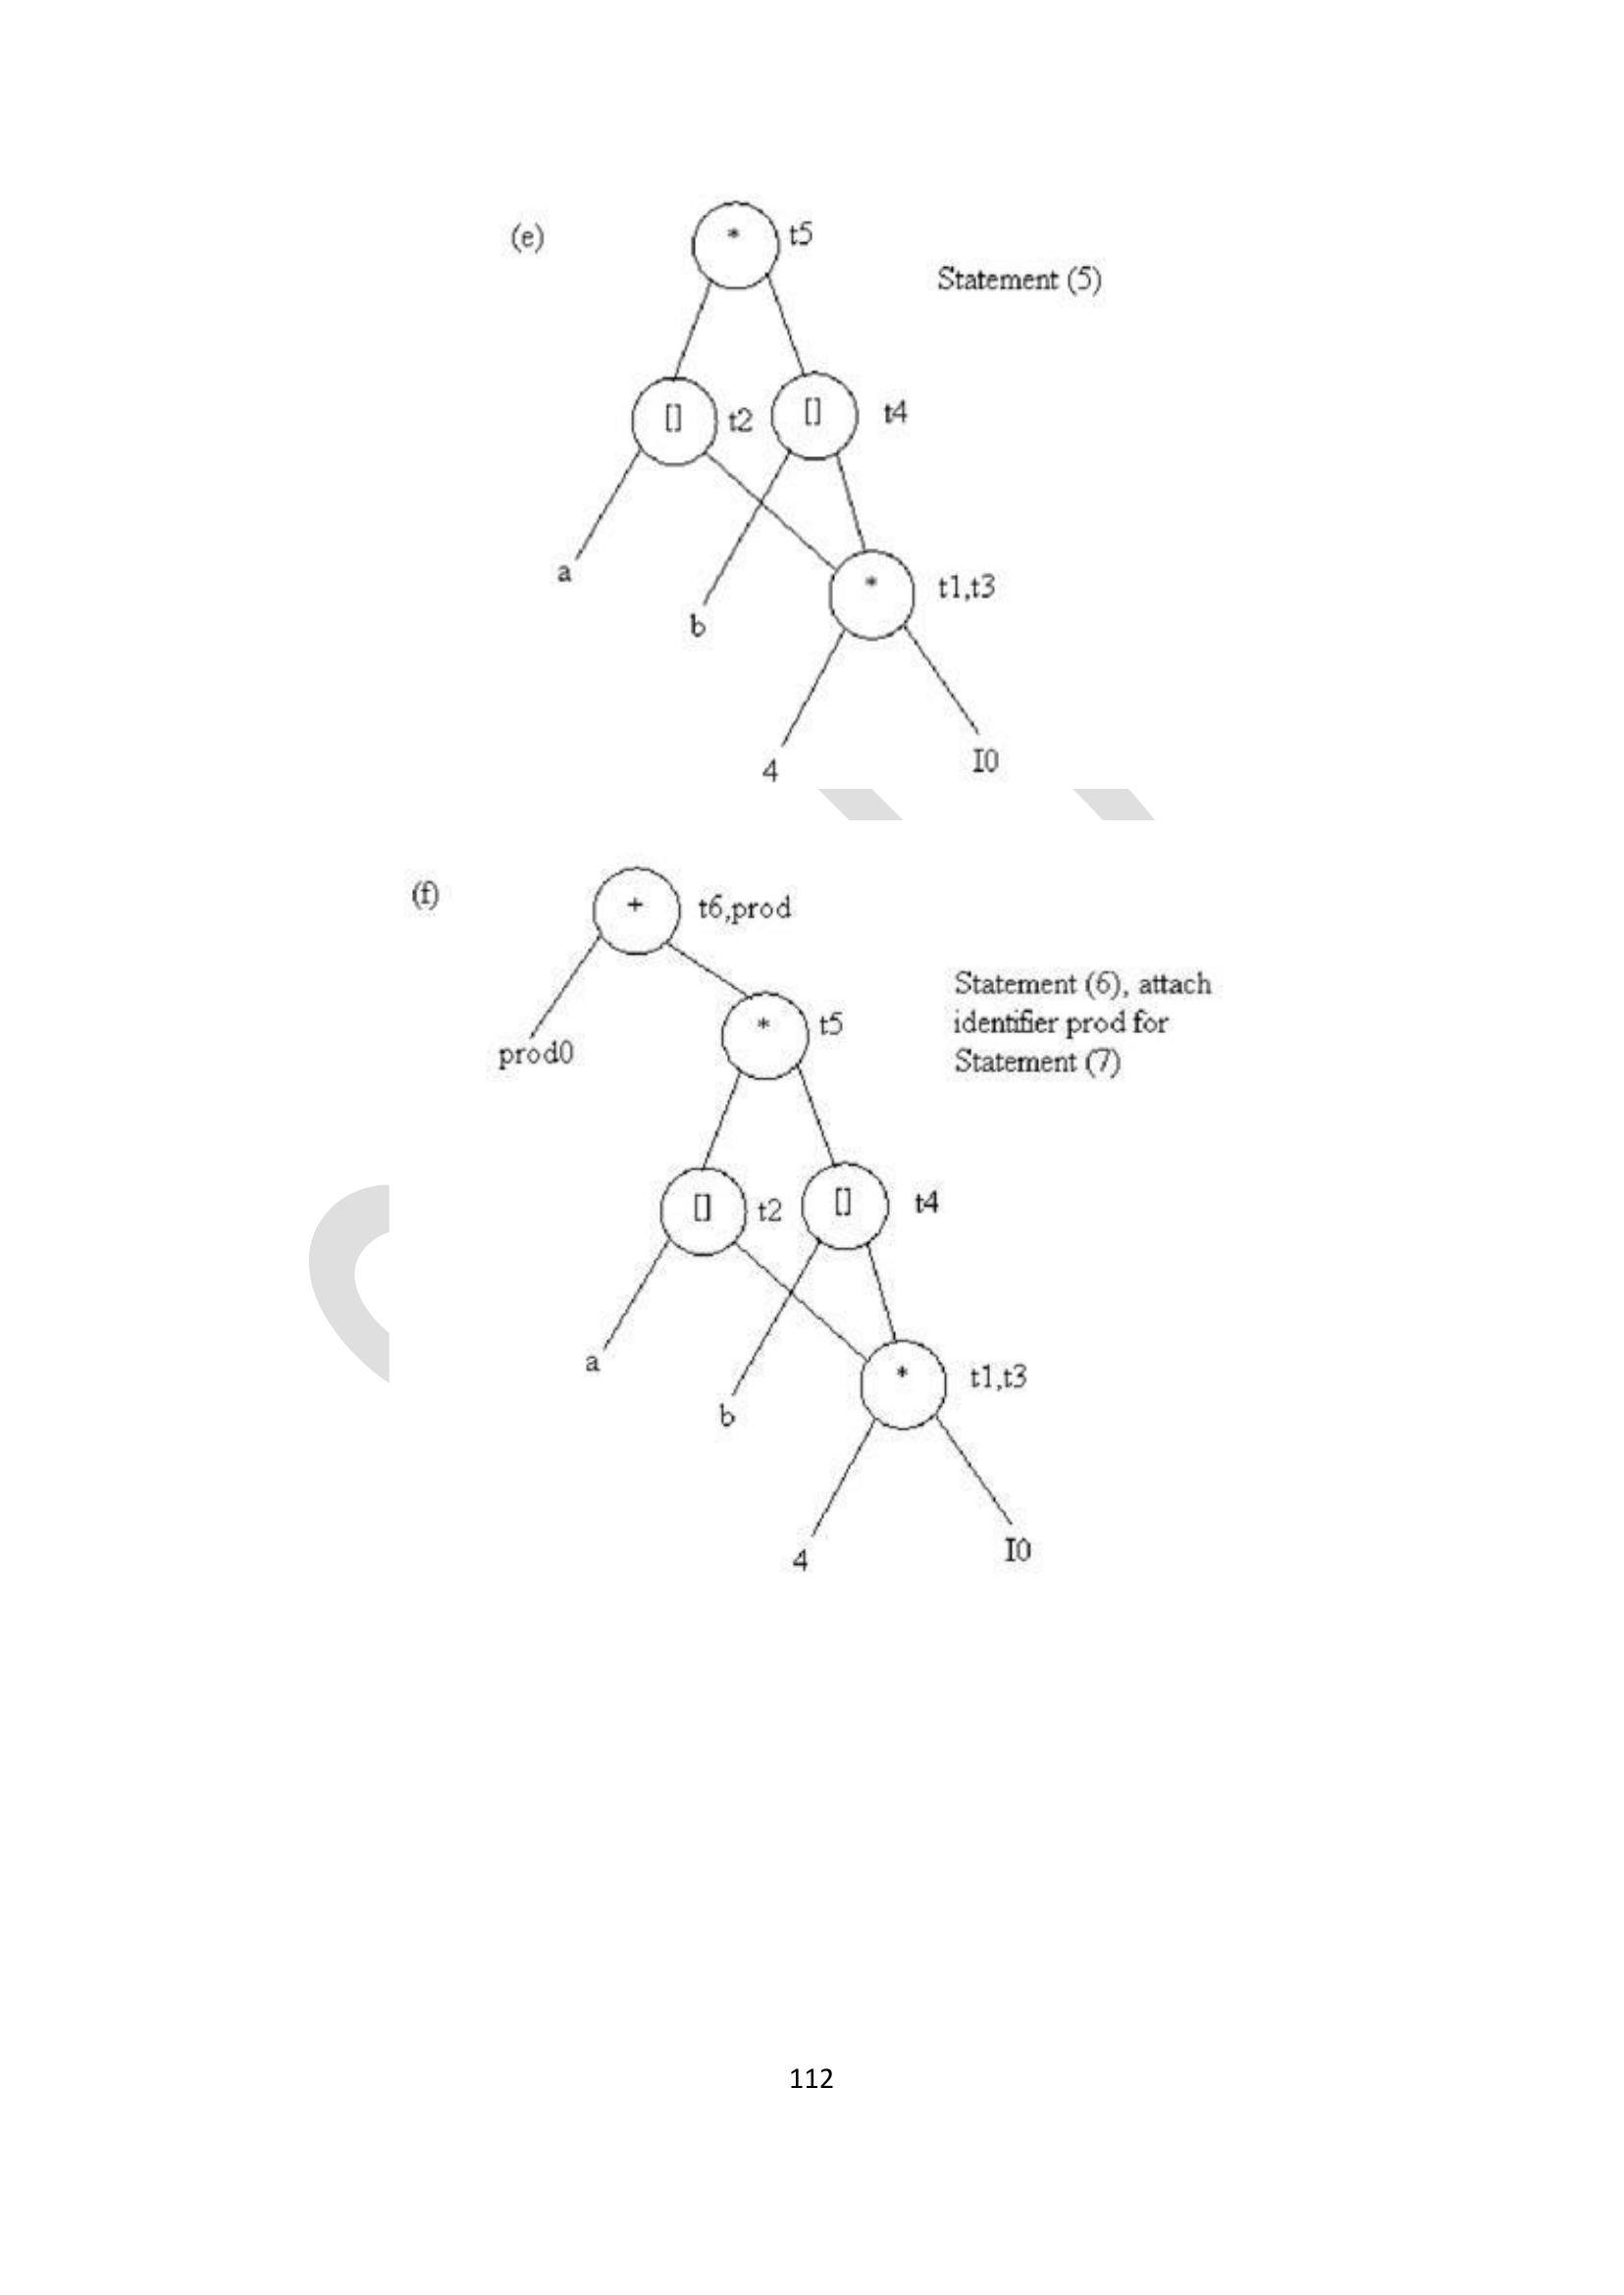 (e)
*
t5
Statement (5)
[]
t2
[]
t4
a
b
*
t1,t3
4
I0
(f)
+
t6,prod
Statement (6), attach
identifier prod for
Statement (7)
prod0
*
t5
[]
t2
[]
t4
a
b
*
t1,t3
4
I0
112